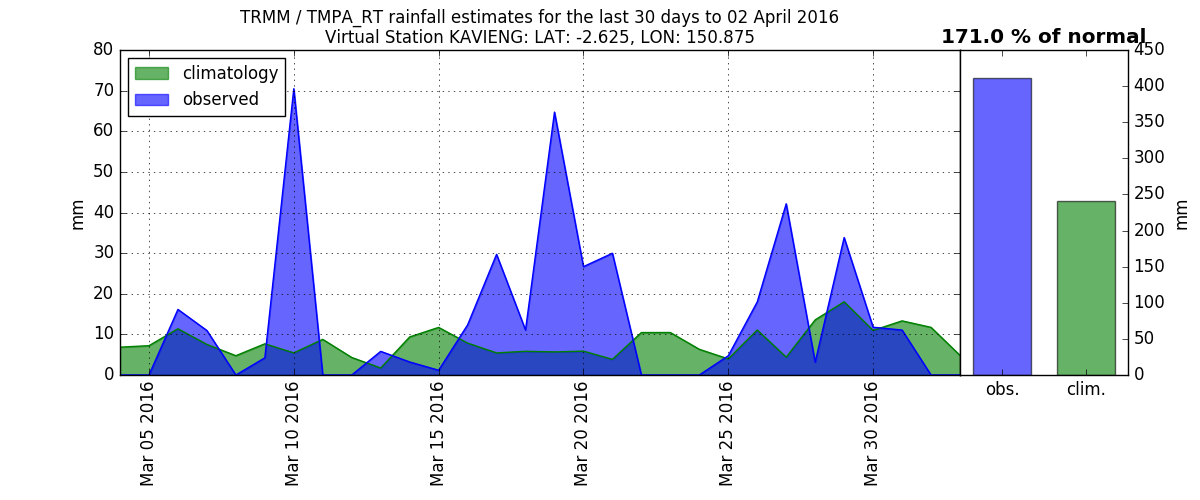 TRMM / TMPA_RT rainfall estimates for the last 30 days to 02 April 2016
Virtual Station KAVIENG: LAT: -2.625, LON: 150.875
171.0 % of normal
climatology
observed
80
70
60
50
40
30
20
10
0
mm
Mar 05 2016
Mar 10 2016
Mar 15 2016
Mar 20 2016
Mar 25 2016
Mar 30 2016
450
400
350
300
250
200
150
100
50
0
mm
obs.
clim.